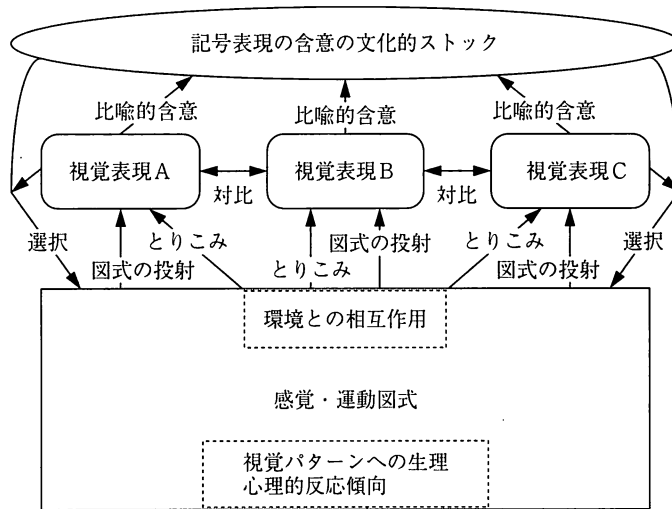 記号表現の含意の文化的ストック
比喩的含意
比喩的含意
比喩的含意
視覚表現A
視覚表現B
視覚表現C
対比
対比
選択
図式の投射
とりこみ
とりこみ
図式の投射
とりこみ
図式の投射
選択
環境との相互作用
感覚・運動図式
視覚パターンへの生理
心理的反応傾向